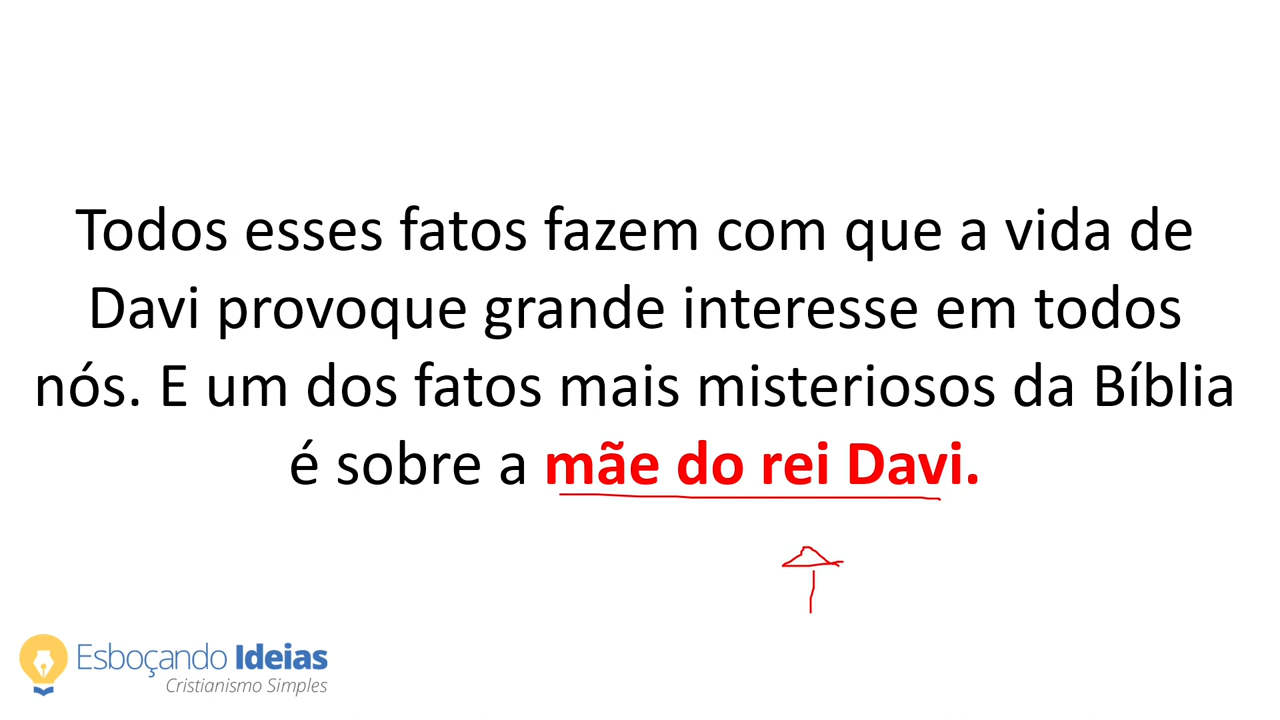 Todos esses fatos fazem com que a vida de
Davi provoque grande interesse em todos
nós. E um dos fatos mais misteriosos da Bíblia
é sobre a mãe do rei Davi.
Esboçando Ideias
Cristianismo Simples